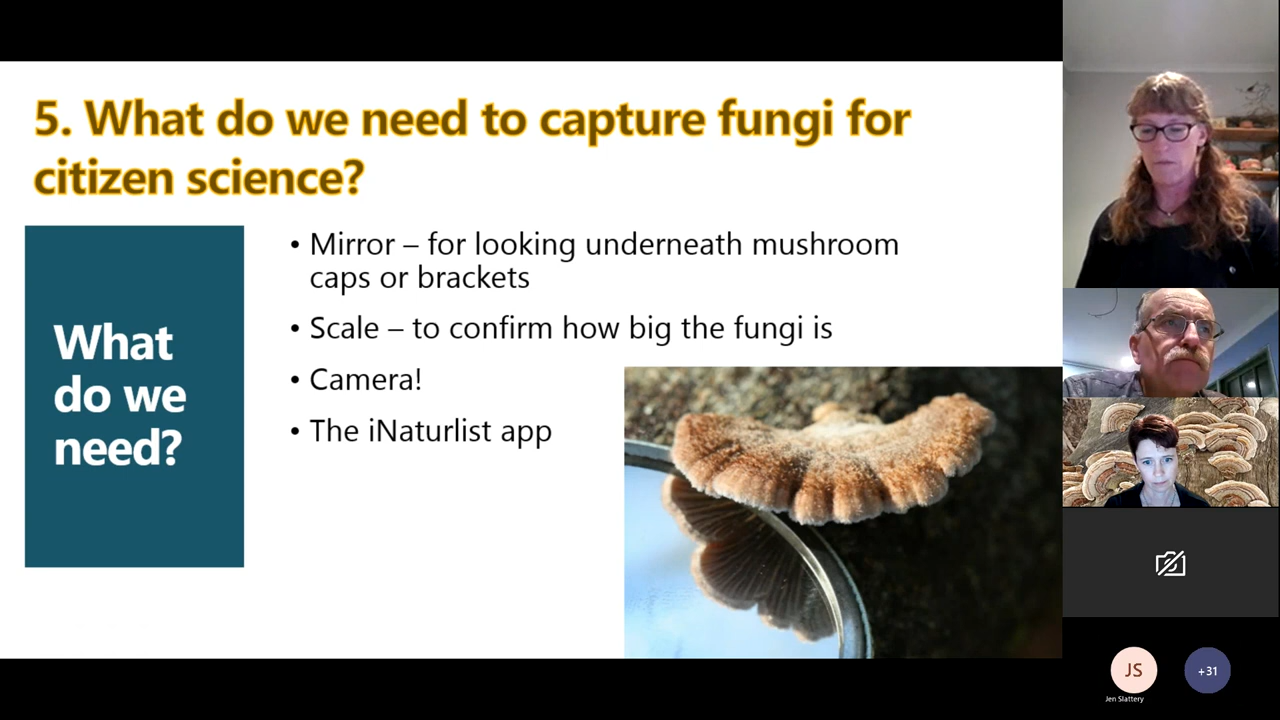 5. What do we need to capture fungi for
citizen science?
What
do we
need?
• Mirror – for looking underneath mushroom
caps or brackets
• Scale – to confirm how big the fungi is
• Camera!
• The iNaturlist app
JS
Jen Slattery
+31